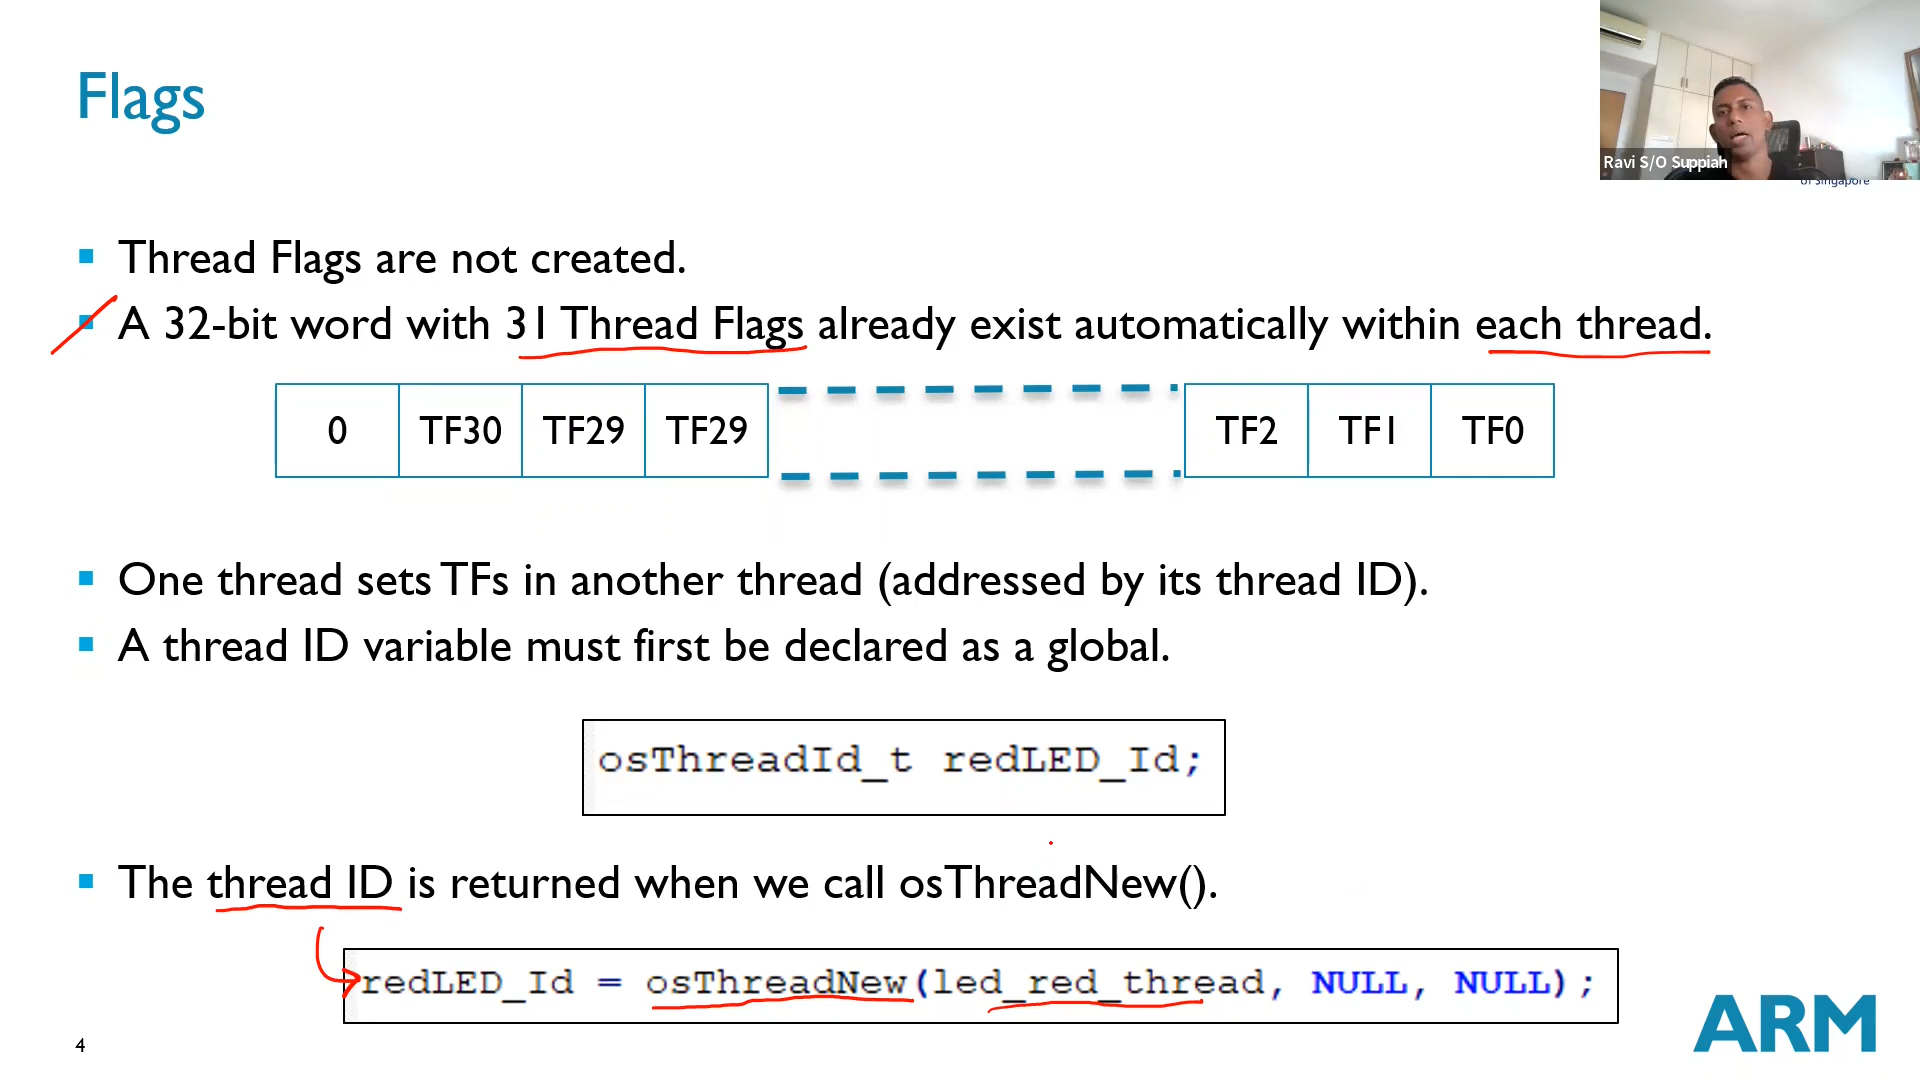 Flags
Ravi S/O Suppiah
of Singapore
Thread Flags are not created.
A 32-bit word with 31 Thread Flags already exist automatically within each thread.
0 TF30 TF29 TF29 TF2 TF1 TF0
One thread sets TFs in another thread (addressed by its thread ID).
A thread ID variable must first be declared as a global.
osThreadId_t redLED_Id;
The thread ID is returned when we call osThreadNew().
redLED_Id = osThreadNew(led_red_thread, NULL, NULL);
4
ARM